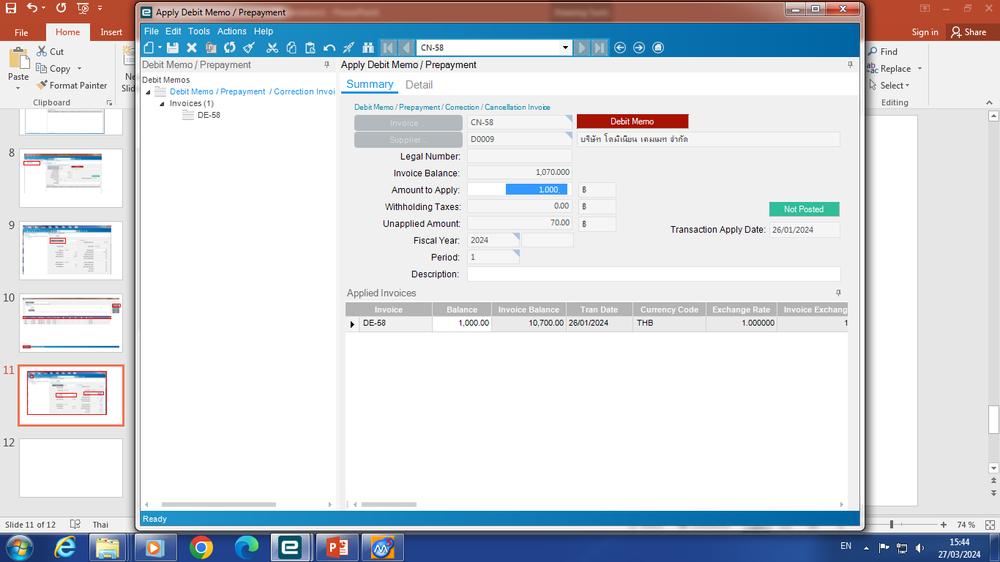 Apply Debit Memo / Prepayment
File
Home
Insert
Sign in
Share
File Edit Tools Actions Help
CN-58
Paste
Cut
Copy
Format Painter
Clipboard
Find
Replace
Select
Editing
Debit Memo / Prepayment
Debit Memos
Debit Memo / Prepayment / Correction Invoi
Invoices (1)
DE-58
Apply Debit Memo / Prepayment
Summary Detail
Debit Memo / Prepayment / Correction / Cancellation Invoice
Invoice ... CN-58 Debit Memo
Supplier... D0009 บริษัท โดมิเนียน เคมเมท จำกัด
Legal Number:
Invoice Balance: 1,070.000
Amount to Apply: 1,000. ฿
Withholding Taxes: 0.00 ฿
Not Posted
Unapplied Amount: 70.00 ฿
Transaction Apply Date: 26/01/2024
Fiscal Year: 2024
Period: 1
Description:
Applied Invoices
Invoice Balance Invoice Balance Tran Date Currency Code Exchange Rate Invoice Exchang
DE-58 1,000.00 10,700.00 26/01/2024 THB 1.000000 1
8
9
10
11
12
Ready
Slide 11 of 12 Thai
74 %
EN
15:44
27/03/2024